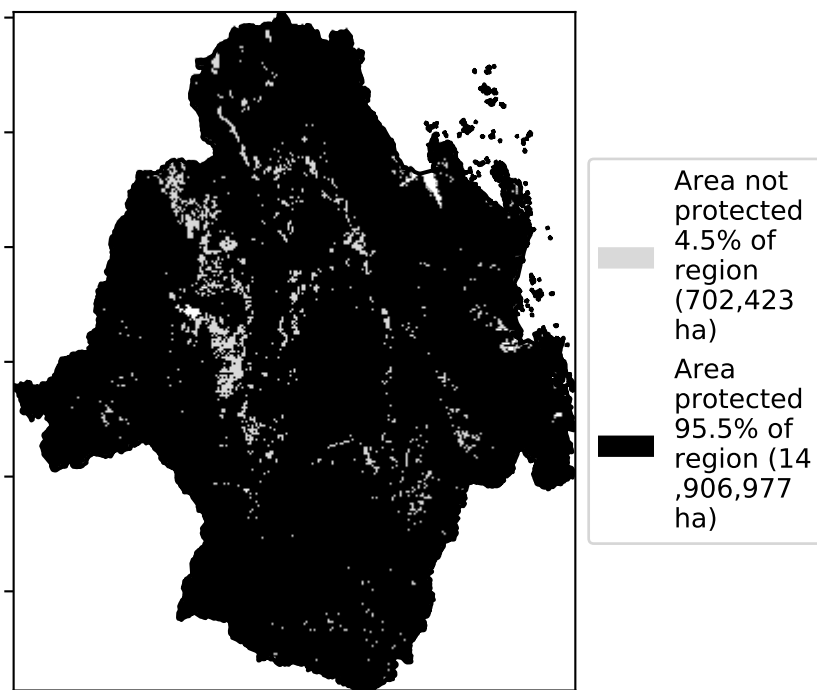 Area not
protected
4.5% of
region
(702,423
ha)
Area
protected
95.5% of
region (14
,906,977
ha)